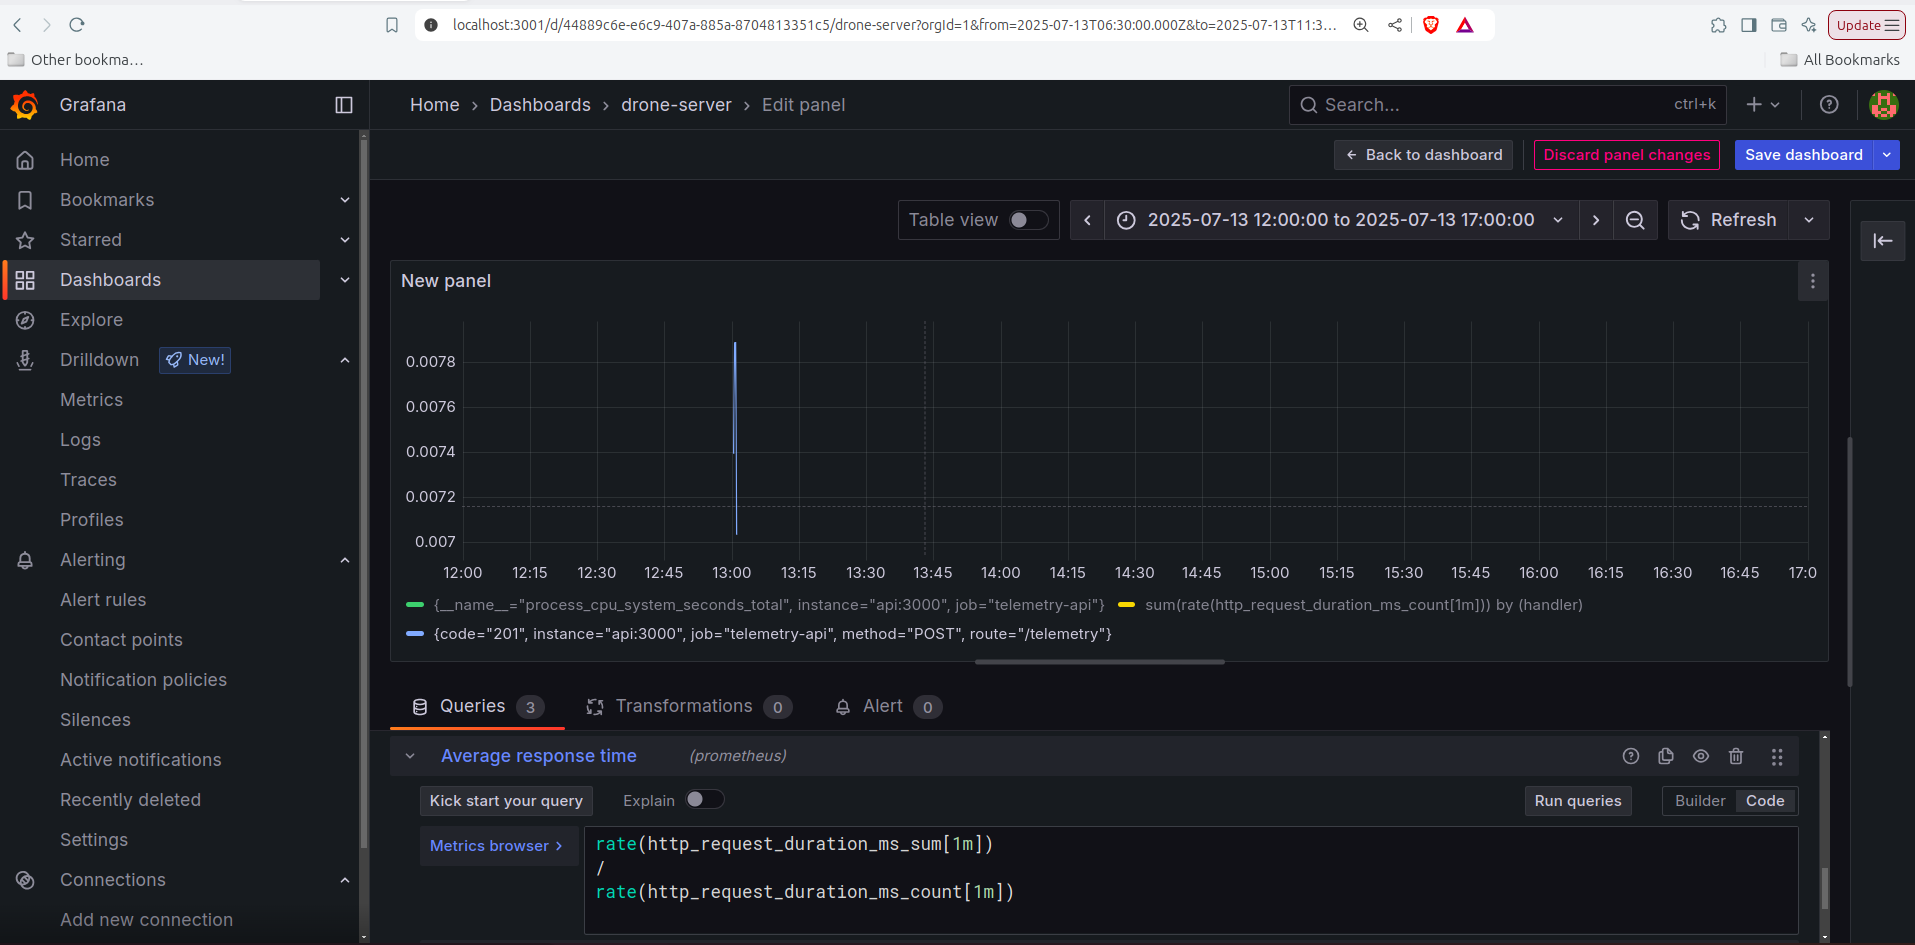 localhost:3001/d/44889c6e-e6c9-407a-885a-8704813351c5/drone-server?orgId=1&from=2025-07-13T06:30:00.000Z&to=2025-07-13T11:3...
Update
Other bookma...
All Bookmarks
Grafana
Home > Dashboards > drone-server > Edit panel
Search...
ctrl+k
Back to dashboard
Discard panel changes
Save dashboard
Home
Bookmarks
Starred
Dashboards
Explore
Drilldown
New!
Metrics
Logs
Traces
Profiles
Alerting
Alert rules
Contact points
Notification policies
Silences
Active notifications
Recently deleted
Settings
Connections
Add new connection
Table view
2025-07-13 12:00:00 to 2025-07-13 17:00:00
Refresh
New panel
0.0078
0.0076
0.0074
0.0072
0.007
12:00 12:15 12:30 12:45 13:00 13:15 13:30 13:45 14:00 14:15 14:30 14:45 15:00 15:15 15:30 15:45 16:00 16:15 16:30 16:45 17:0
{__name__="process_cpu_system_seconds_total", instance="api:3000", job="telemetry-api"} sum(rate(http_request_duration_ms_count[1m])) by (handler)
{code="201", instance="api:3000", job="telemetry-api", method="POST", route="/telemetry"}
Queries 3
Transformations 0
Alert 0
Average response time
(prometheus)
Kick start your query
Explain
Run queries
Builder
Code
Metrics browser >
rate(http_request_duration_ms_sum[1m])
/
rate(http_request_duration_ms_count[1m])